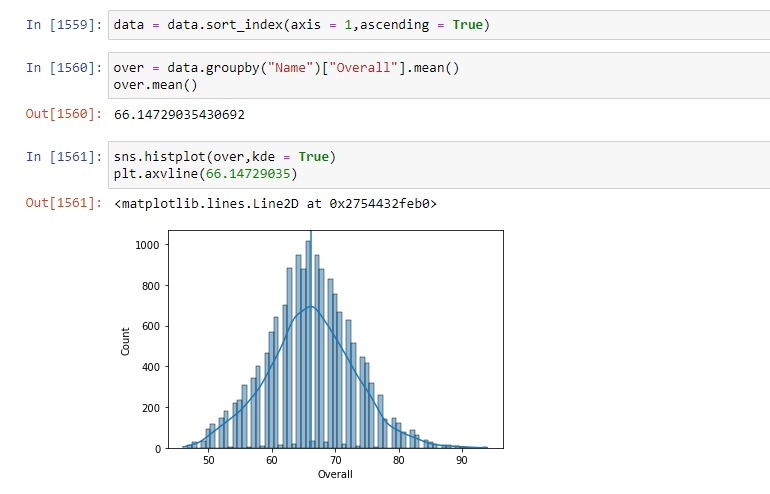 In [1559]: data = data.sort_index(axis = 1,ascending = True)
In [1560]: over = data.groupby("Name")["Overall"].mean()
over.mean()
Out[1560]: 66.14729035430692
In [1561]: sns.histplot(over,kde = True)
plt.axvline(66.14729035)
Out[1561]: <matplotlib.lines.Line2D at 0x2754432feb0>
1000
800
600
400
200
0
Count
50 60 70 80 90
Overall